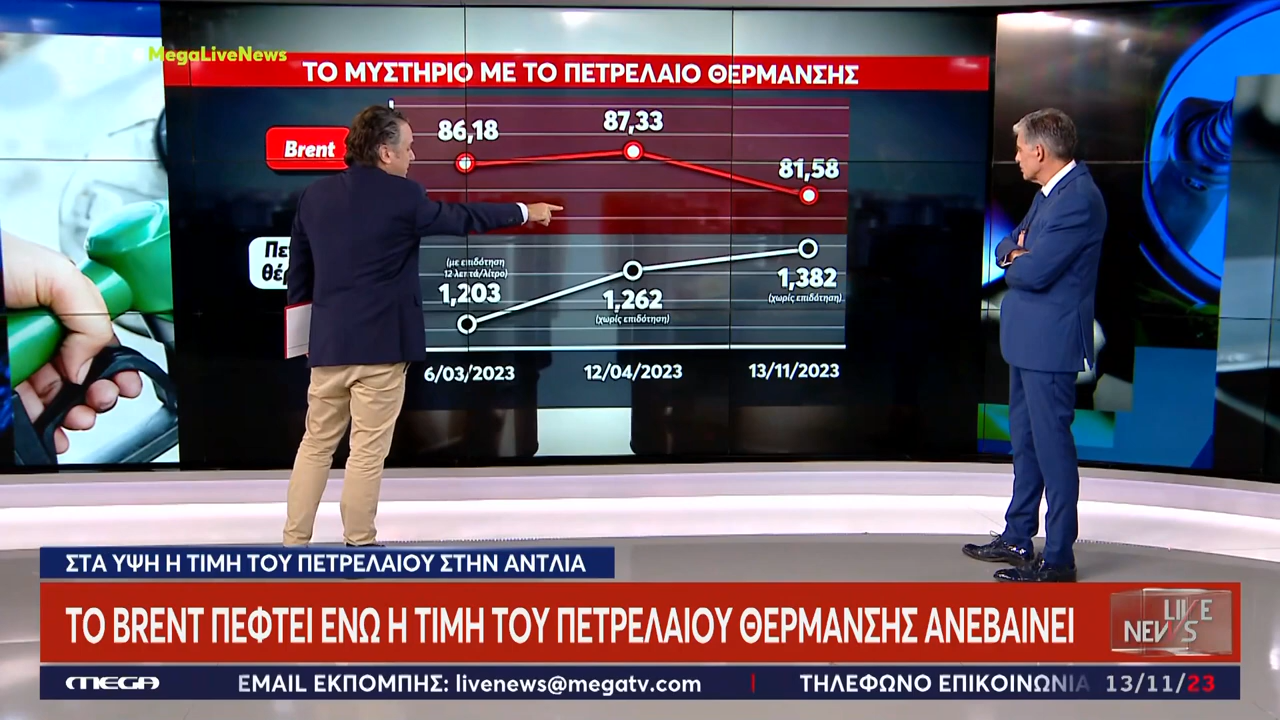 MegaLiveNews
ΤΟ ΜΥΣΤΗΡΙΟ ΜΕ ΤΟ ΠΕΤΡΕΛΑΙΟ ΘΕΡΜΑΝΣΗΣ
Brent
86,18
87,33
81,58
(με επιδότηση
12 λεπτά/λίτρο)
1,203
1,262
(χωρίς επιδότηση)
1,382
(χωρίς επιδότηση)
6/03/2023
12/04/2023
13/11/2023
ΣΤΑ ΥΨΗ Η ΤΙΜΗ ΤΟΥ ΠΕΤΡΕΛΑΙΟΥ ΣΤΗΝ ΑΝΤΛΙΑ
ΤΟ BRENT ΠΕΦΤΕΙ ΕΝΩ Η ΤΙΜΗ ΤΟΥ ΠΕΤΡΕΛΑΙΟΥ ΘΕΡΜΑΝΣΗΣ ΑΝΕΒΑΙΝΕΙ
LIVE
NEWS
MEGA
EMAIL ΕΚΠΟΜΠΗΣ: livenews@megatv.com | ΤΗΛΕΦΩΝΟ ΕΠΙΚΟΙΝΩΝΙΑ
13/11/23